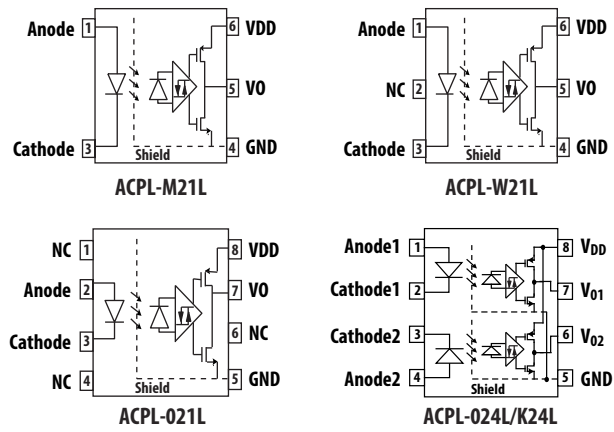 Anode 1 6 VDD
5 VO
Cathode 3 4 GND
Shield
ACPL-M21L
Anode 1 6 VDD
NC 2 5 VO
Cathode 3 4 GND
Shield
ACPL-W21L
NC 1 8 VDD
Anode 2 7 VO
Cathode 3 6 NC
NC 4 5 GND
Shield
ACPL-021L
Anode1 1 8 VDD
Cathode1 2 7 V01
Cathode2 3 6 V02
Anode2 4 5 GND
Shield
ACPL-024L/K24L